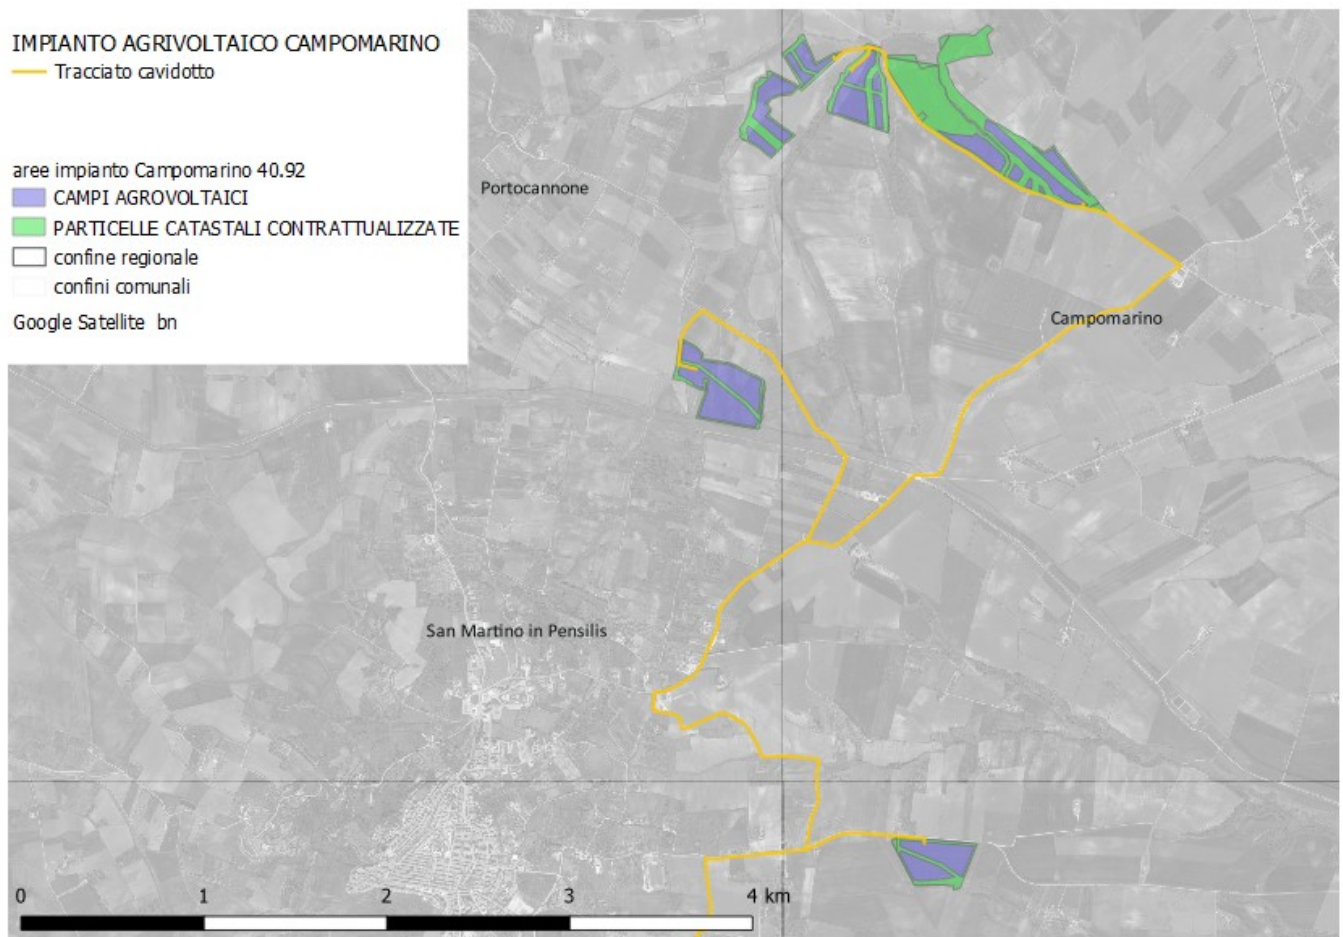 IMPIANTO AGRIVOLTAICO CAMPOMARINO
Tracciato cavidotto
aree impianto Campomarino 40.92
CAMPI AGROVOLTAICI
PARTICELLE CATASTALI CONTRATTUALIZZATE
confine regionale
confini comunali
Google Satellite bn
Portocannone
Campomarino
San Martino in Pensilis
0 1 2 3 4 km